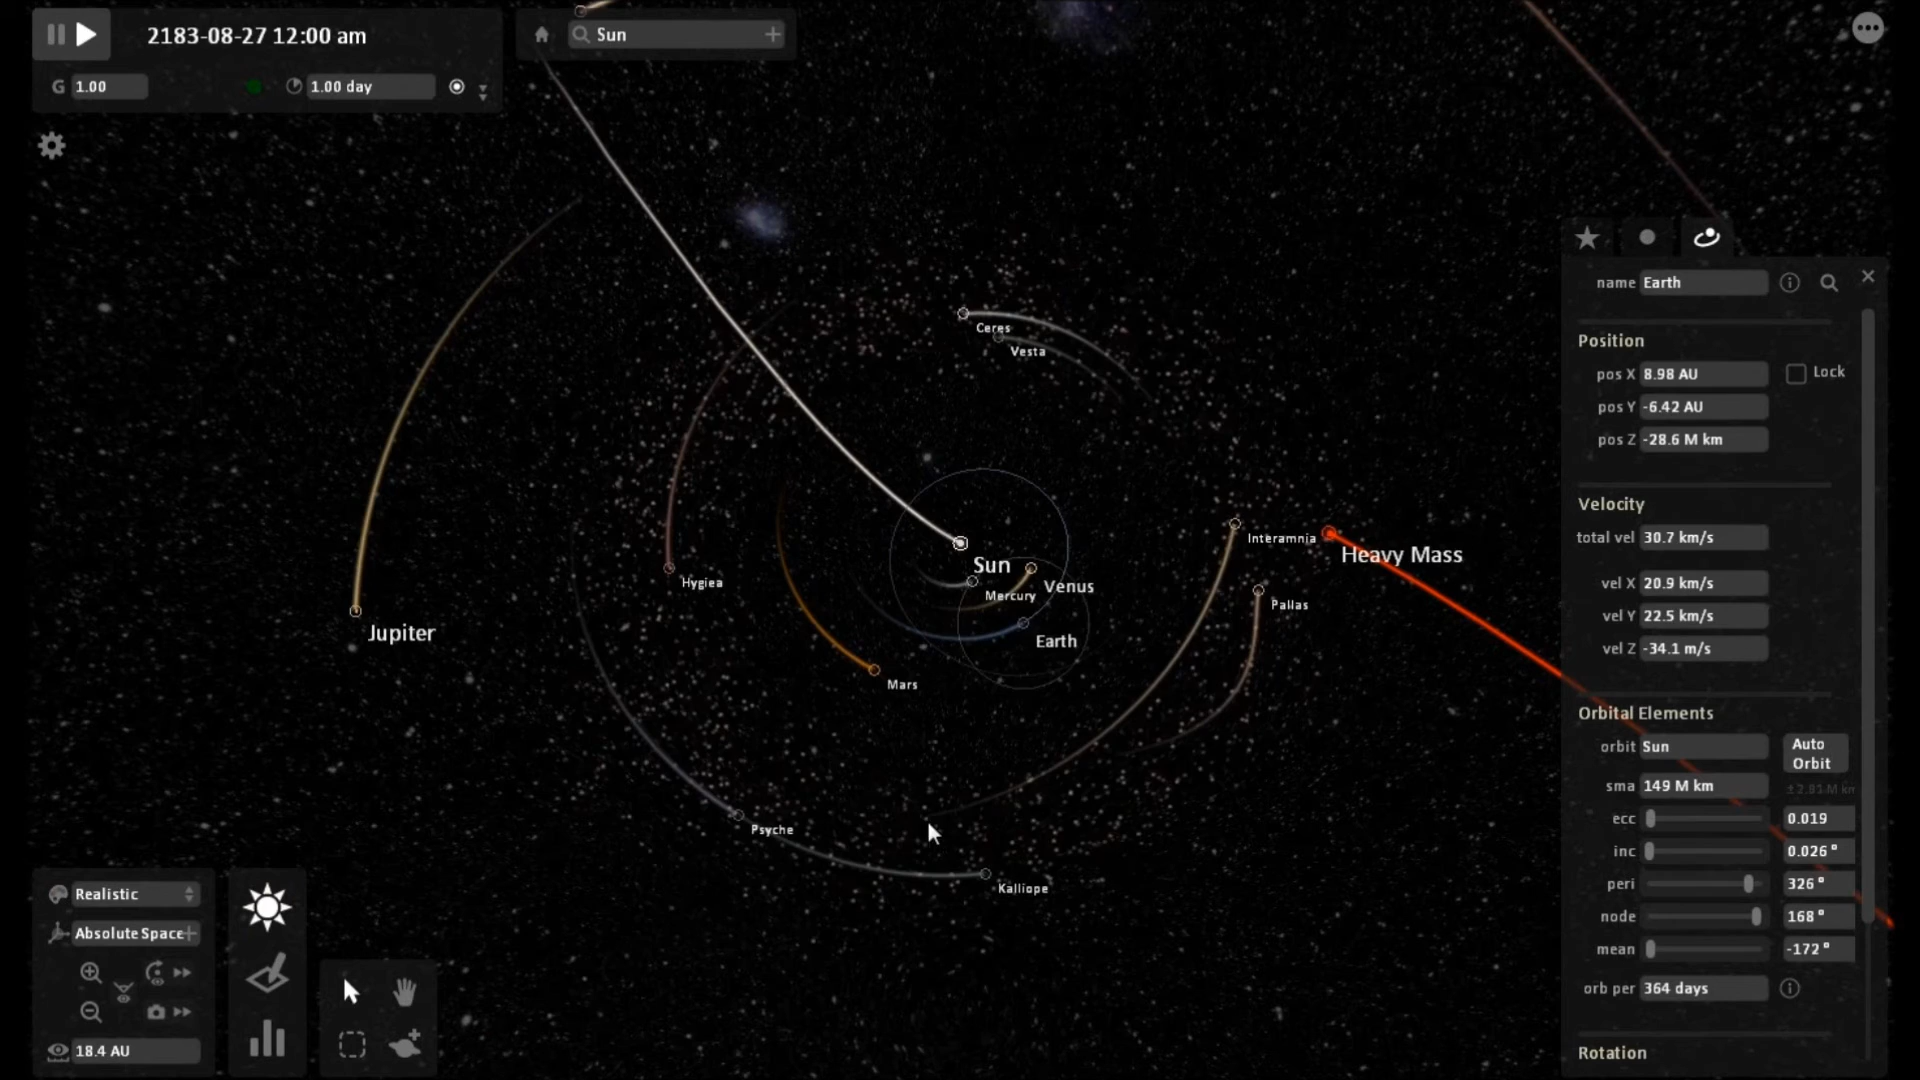 2183-08-27 12:00 am
Sun
G 1.00
1.00 day
name Earth
Ceres
Position
Vesta
pos X 8.98 AU
Lock
pos Y -6.42 AU
pos Z -28.6 M km
Velocity
Interamnia
total vel 30.7 km/s
Heavy Mass
Sun
Hygiea
Venus
vel X 20.9 km/s
Mercury
Pallas
vel Y 22.5 km/s
Jupiter
Earth
vel Z -34.1 m/s
Mars
Orbital Elements
orbit Sun
Auto
Orbit
sma 149 M km
±2.81 M km
ecc 0.019
Psyche
inc 0.026°
Kalliope
peri 326°
Realistic
node 168°
Absolute Space
mean -172°
orb per 364 days
18.4 AU
Rotation